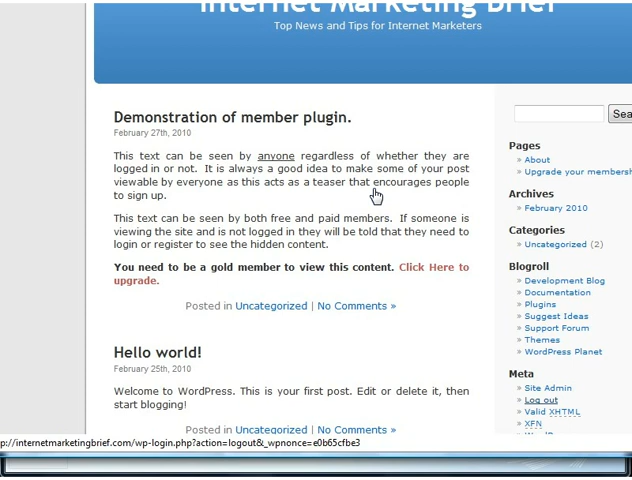 Internet Marketing Brief
Top News and Tips for Internet Marketers
Demonstration of member plugin.
February 27th, 2010
This text can be seen by anyone regardless of whether they are
logged in or not. It is always a good idea to make some of your post
viewable by everyone as this acts as a teaser that encourages people
to sign up.
This text can be seen by both free and paid members. If someone is
viewing the site and is not logged in they will be told that they need to
login or register to see the hidden content.
You need to be a gold member to view this content. Click Here to
upgrade.
Posted in Uncategorized | No Comments »
Hello world!
February 25th, 2010
Welcome to WordPress. This is your first post. Edit or delete it, then
start blogging!
Posted in Uncategorized | No Comments »
Sea
Pages
» About
» Upgrade your membersh
Archives
» February 2010
Categories
» Uncategorized (2)
Blogroll
» Development Blog
» Documentation
» Plugins
» Suggest Ideas
» Support Forum
» Themes
» WordPress Planet
Meta
» Site Admin
» Log out
» Valid XHTML
» XFN
p://internetmarketingbrief.com/wp-login.php?action=logout&_wpnonce=e0b65cfbe3